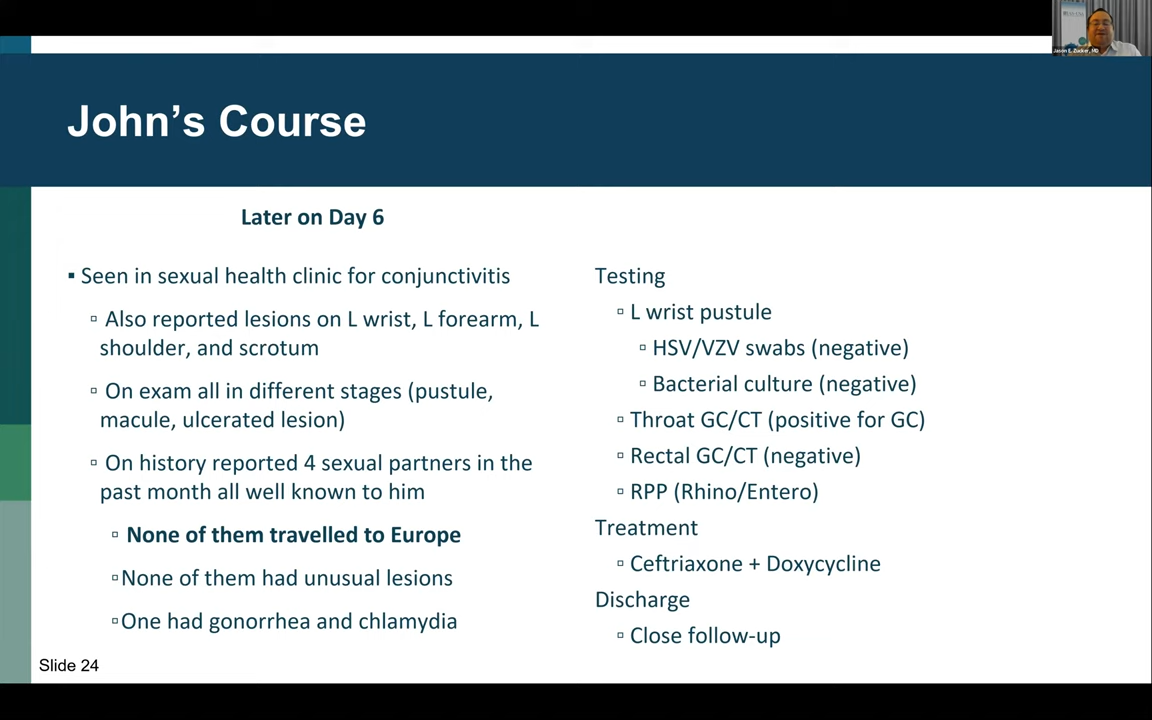 Jason E. Zucker, MD
John's Course
Later on Day 6
▪ Seen in sexual health clinic for conjunctivitis
▫ Also reported lesions on L wrist, L forearm, L
shoulder, and scrotum
▫ On exam all in different stages (pustule,
macule, ulcerated lesion)
▫ On history reported 4 sexual partners in the
past month all well known to him
▫ None of them travelled to Europe
▫ None of them had unusual lesions
▫ One had gonorrhea and chlamydia
Testing
▫ L wrist pustule
▫ HSV/VZV swabs (negative)
▫ Bacterial culture (negative)
▫ Throat GC/CT (positive for GC)
▫ Rectal GC/CT (negative)
▫ RPP (Rhino/Entero)
Treatment
▫ Ceftriaxone + Doxycycline
Discharge
▫ Close follow-up
Slide 24